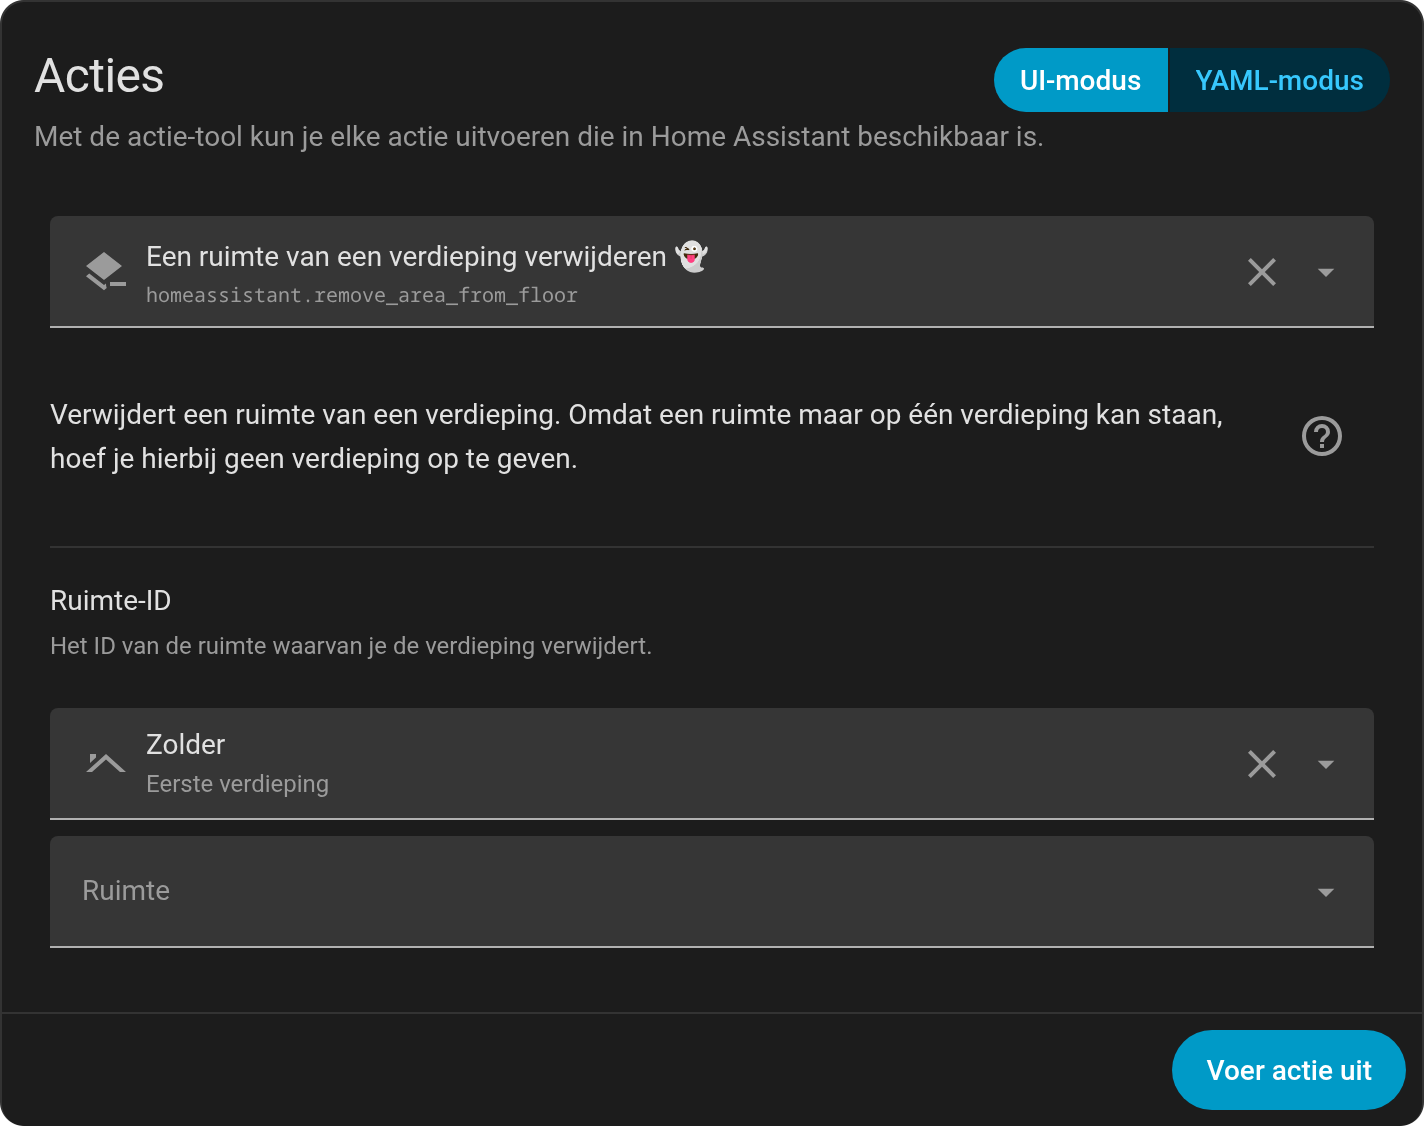 Acties
UI-modus
YAML-modus
Met de actie-tool kun je elke actie uitvoeren die in Home Assistant beschikbaar is.
Een ruimte van een verdieping verwijderen 👻
homeassistant.remove_area_from_floor
Verwijdert een ruimte van een verdieping. Omdat een ruimte maar op één verdieping kan staan,
hoef je hierbij geen verdieping op te geven.
Ruimte-ID
Het ID van de ruimte waarvan je de verdieping verwijdert.
Zolder
Eerste verdieping
Ruimte
Voer actie uit